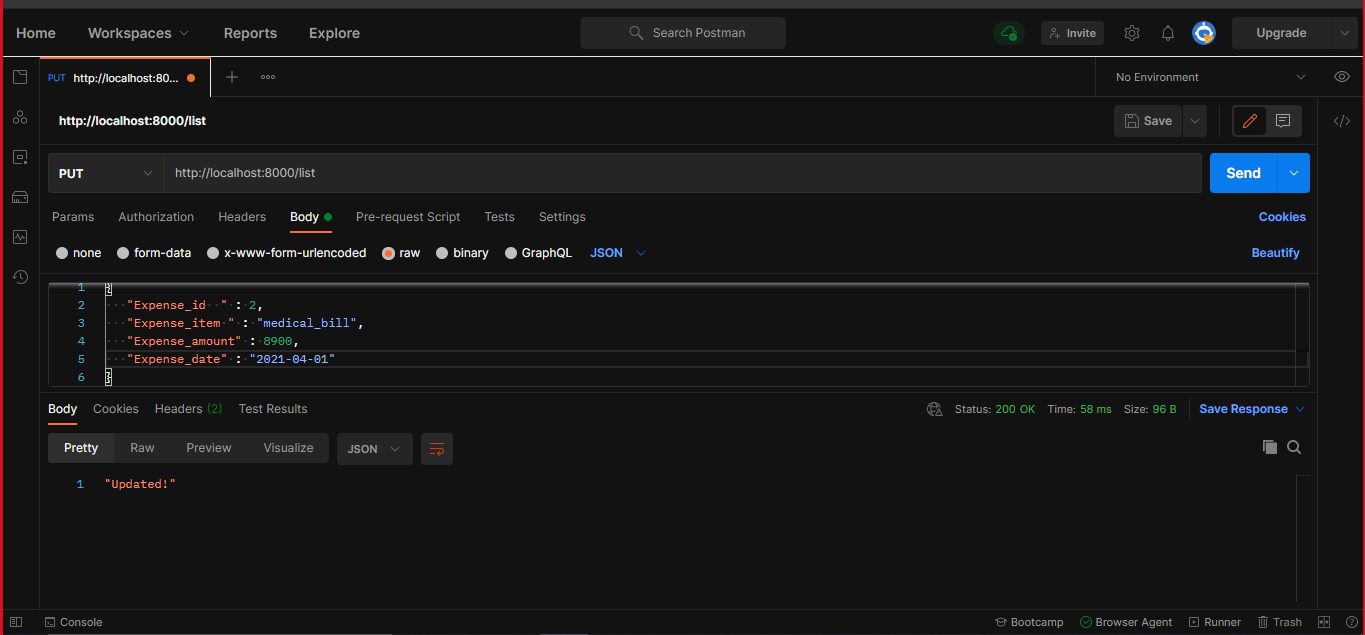 Home Workspaces Reports Explore Search Postman Invite Upgrade
PUT http://localhost:80... No Environment
http://localhost:8000/list Save
PUT http://localhost:8000/list Send
Params Authorization Headers Body Pre-request Script Tests Settings Cookies
none form-data x-www-form-urlencoded raw binary GraphQL JSON Beautify
1 {
2 "Expense_id  " : 2,
3 "Expense_item " : "medical_bill",
4 "Expense_amount" : 8900,
5 "Expense_date" : "2021-04-01"
6 }
Body Cookies Headers (2) Test Results Status: 200 OK Time: 58 ms Size: 96 B Save Response
Pretty Raw Preview Visualize JSON
1 "Updated!"
Console Bootcamp Browser Agent Runner Trash